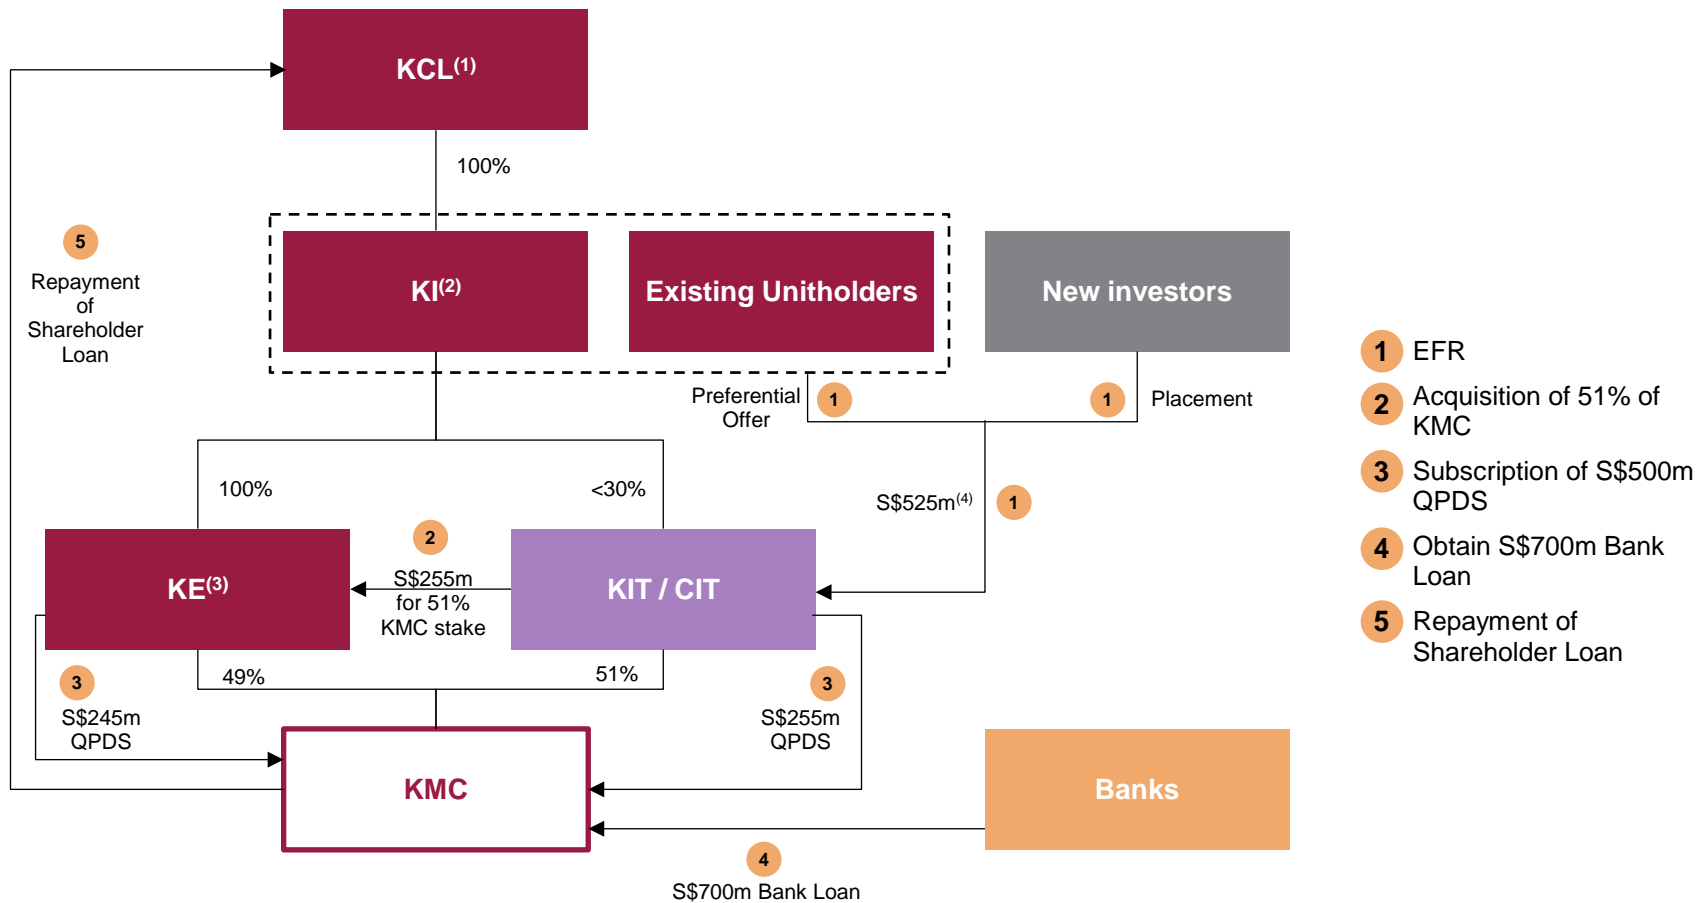 KCL(1)
100%
5
Repayment
of
Shareholder
Loan
KI(2)
Existing Unitholders
New investors
Preferential
Offer
1
1
Placement
100%
<30%
S$525m(4)
1
KE(3)
2
S$255m
for 51%
KMC stake
KIT / CIT
49%
51%
3
S$245m
QPDS
3
S$255m
QPDS
KMC
Banks
4
S$700m Bank Loan
1 EFR
2 Acquisition of 51% of
KMC
3 Subscription of S$500m
QPDS
4 Obtain S$700m Bank
Loan
5 Repayment of
Shareholder Loan